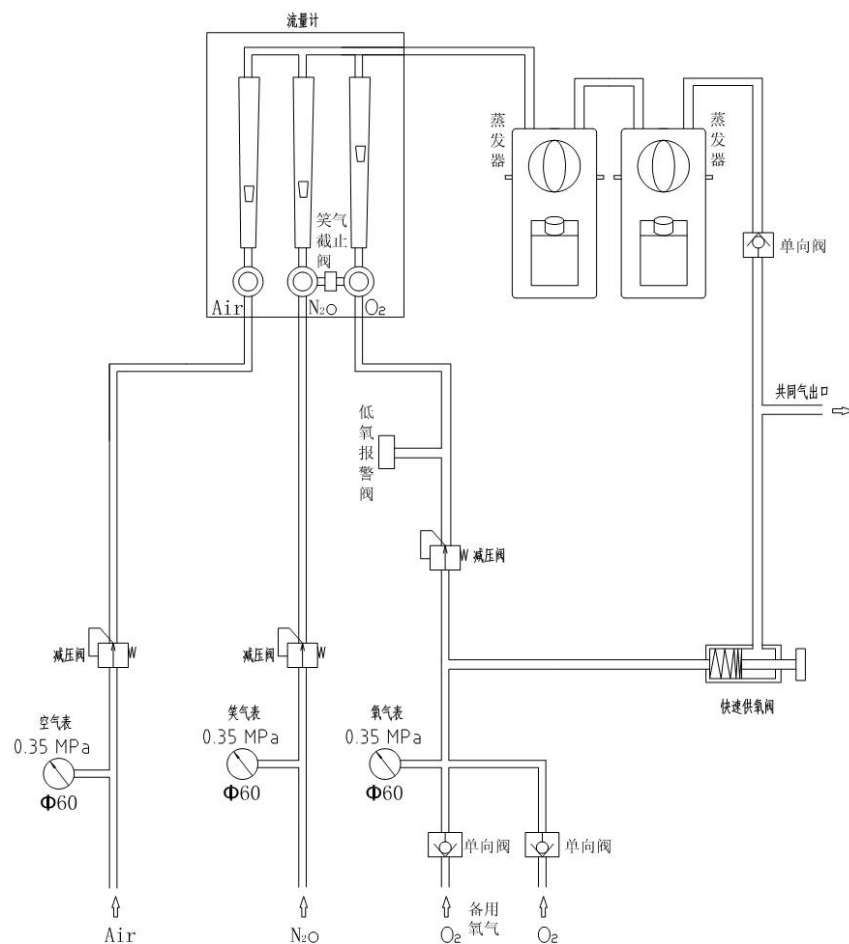 流量计
蒸发器
蒸发器
笑气
截止
阀
单向阀
Air
N₂O
O₂
共同气出口
低氧报警阀
减压阀
W
减压阀
W
减压阀
W
快速供氧阀
空气表
0.35 MPa
Φ60
笑气表
0.35 MPa
Φ60
氧气表
0.35 MPa
Φ60
单向阀
单向阀
Air
N₂O
O₂
备用
氧气
O₂